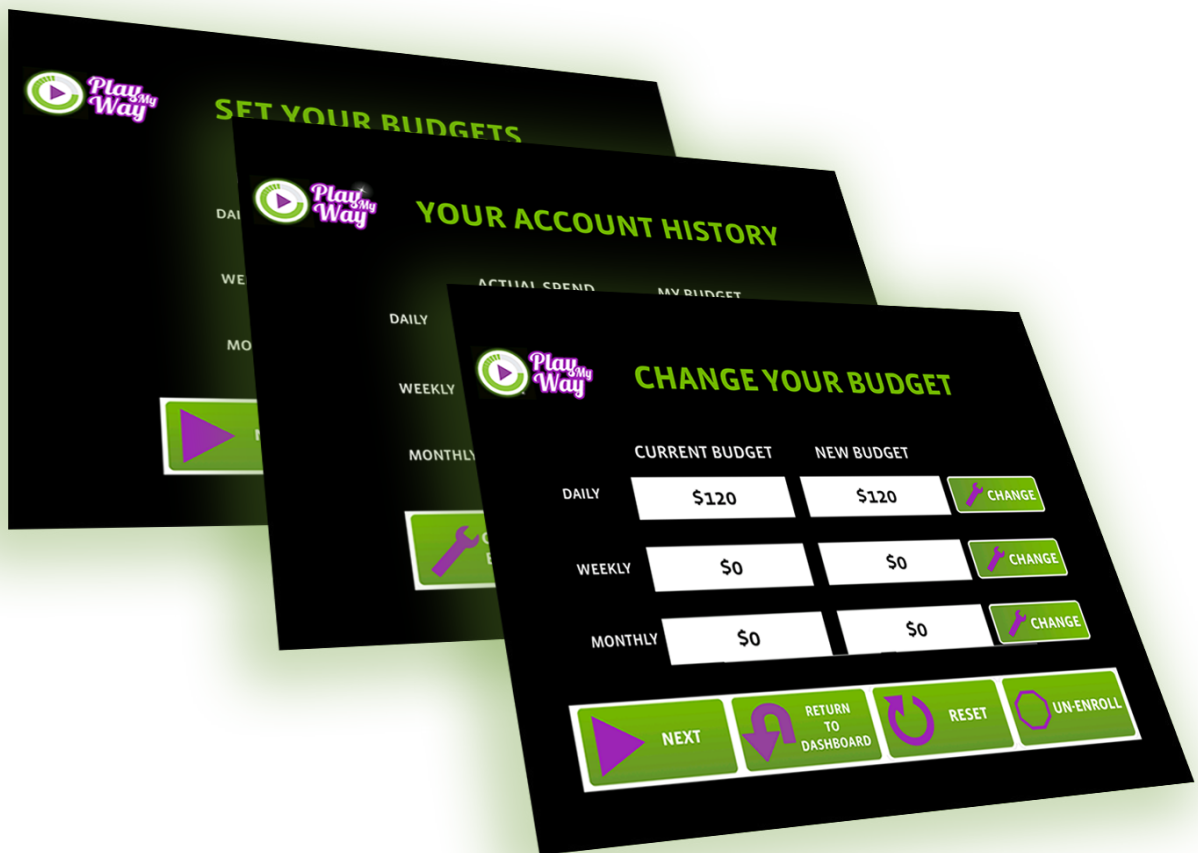 Play My Way
SET YOUR BUDGETS
Play My Way
YOUR ACCOUNT HISTORY
ACTUAL SPEND MY BUDGET
DAILY
WEEKLY
MONTHLY
Play My Way
CHANGE YOUR BUDGET
CURRENT BUDGET NEW BUDGET
DAILY $120 $120 CHANGE
WEEKLY $0 $0 CHANGE
MONTHLY $0 $0 CHANGE
NEXT
RETURN
TO
DASHBOARD
RESET
UN-ENROLL